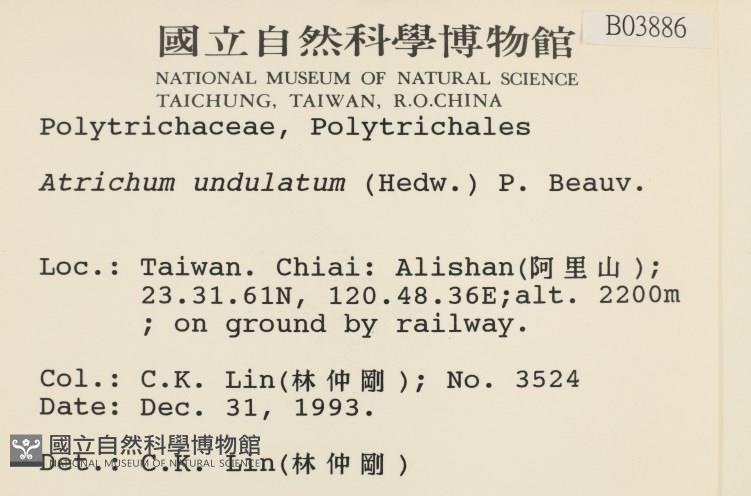 國立自然科學博物館
B03886
NATIONAL MUSEUM OF NATURAL SCIENCE
TAICHUNG, TAIWAN, R.O.CHINA
Polytrichaceae, Polytrichales
Atrichum undulatum (Hedw.) P. Beauv.
Loc.: Taiwan. Chiai: Alishan(阿里山);
23.31.61N, 120.48.36E;alt. 2200m
; on ground by railway.
Col.: C.K. Lin(林仲剛); No. 3524
Date: Dec. 31, 1993.
國立自然科學博物館
NATIONAL MUSEUM OF NATURAL SCIENCE
Det.: C.K. Lin(林仲剛)